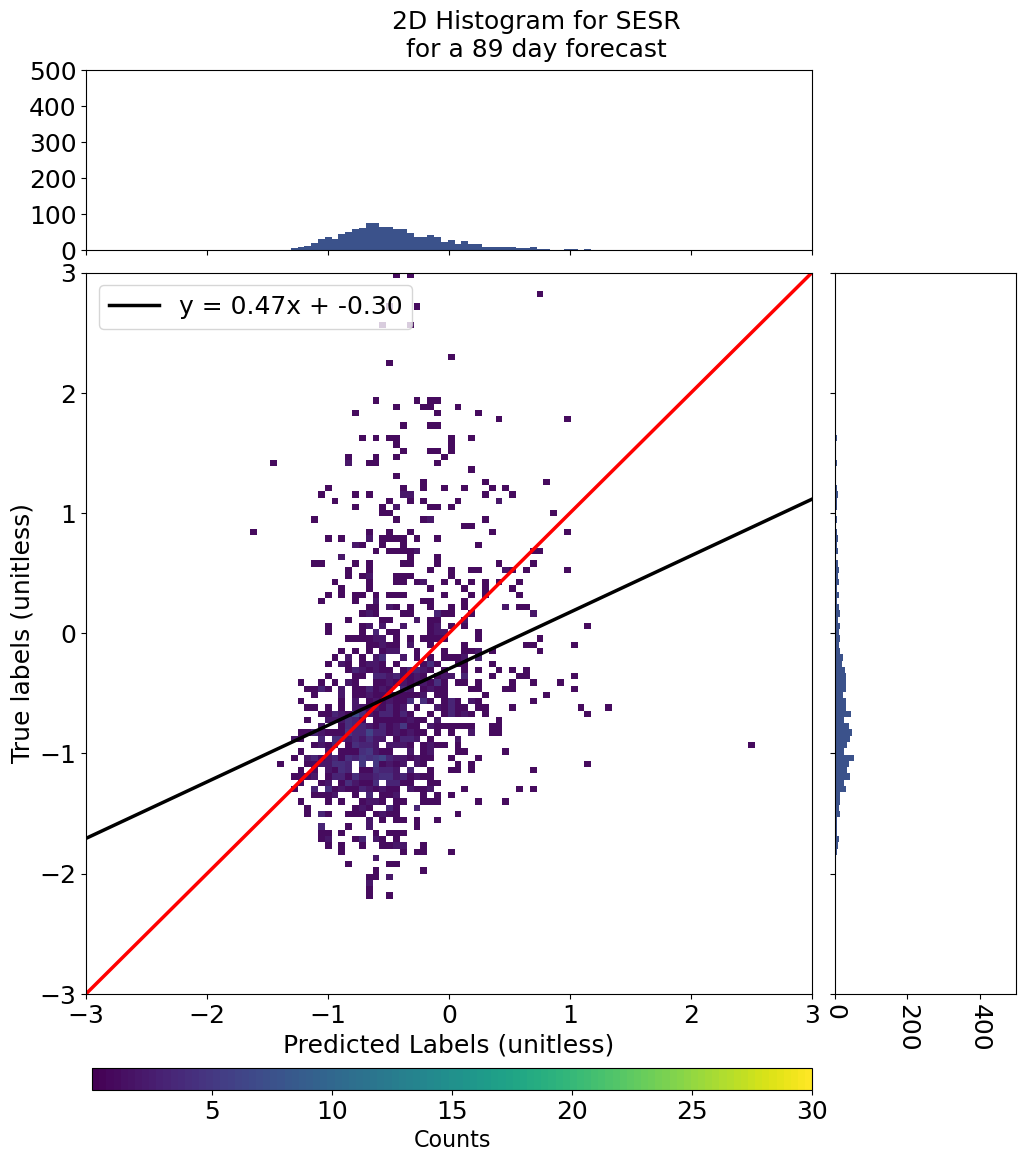 2D Histogram for SESR
for a 89 day forecast
500
400
300
200
100
0
3
2
1
0
−1
−2
−3
True labels (unitless)
y = 0.47x + -0.30
−3 −2 −1 0 1 2 3
Predicted Labels (unitless)
0 200 400
5 10 15 20 25 30
Counts